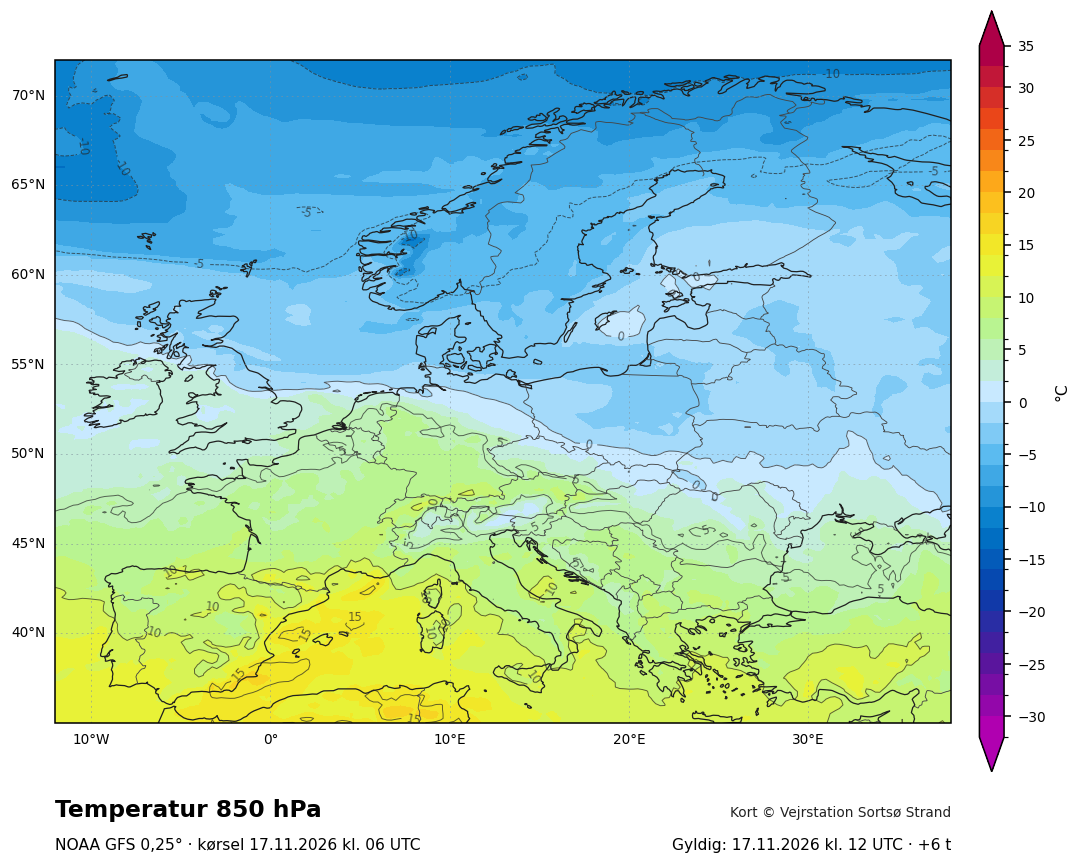 35
30
25
20
15
10
5
0
−5
−10
−15
−20
−25
−30
°C
70°N
65°N
60°N
55°N
50°N
45°N
40°N
10°W
0°
10°E
20°E
30°E
Temperatur 850 hPa
Kort © Vejrstation Sortsø Strand
NOAA GFS 0,25° · kørsel 17.11.2026 kl. 06 UTC
Gyldig: 17.11.2026 kl. 12 UTC · +6 t